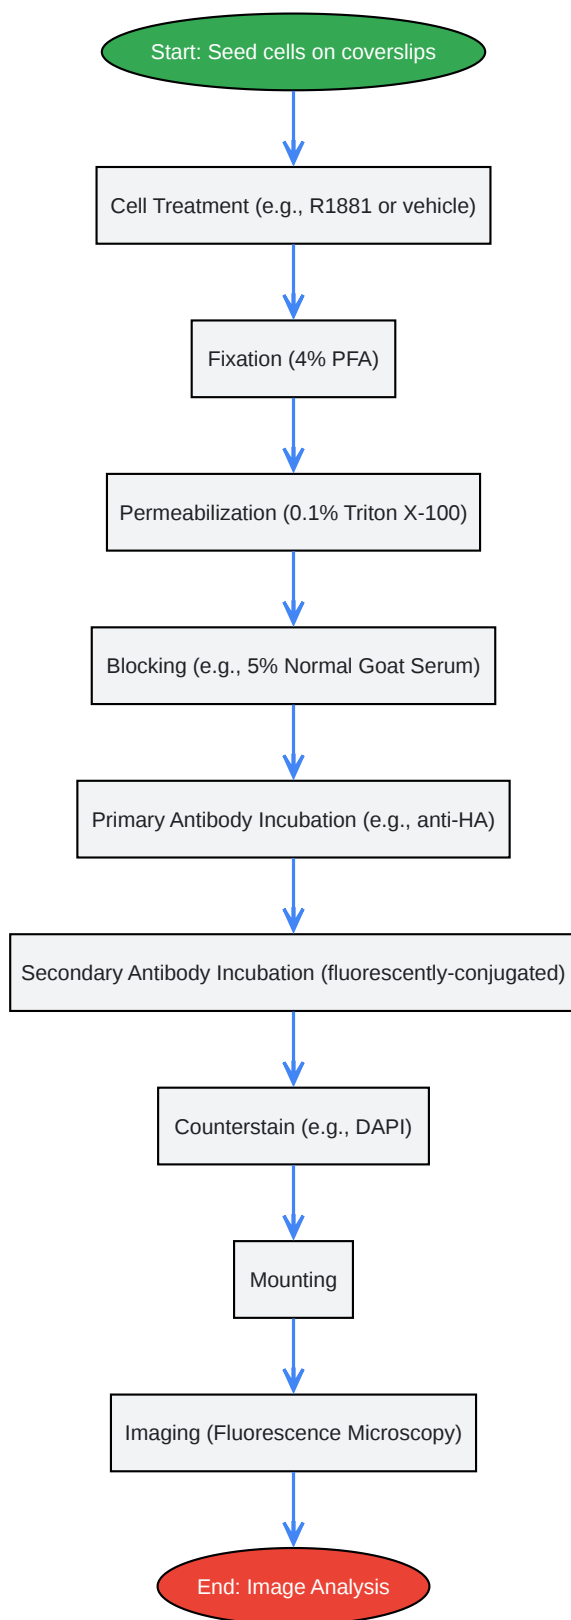 Start: Seed cells on coverslips
Cell Treatment (e.g., R1881 or vehicle)
Fixation (4% PFA)
Permeabilization (0.1% Triton X-100)
Blocking (e.g., 5% Normal Goat Serum)
Primary Antibody Incubation (e.g., anti-HA)
Secondary Antibody Incubation (fluorescently-conjugated)
Counterstain (e.g., DAPI)
Mounting
Imaging (Fluorescence Microscopy)
End: Image Analysis